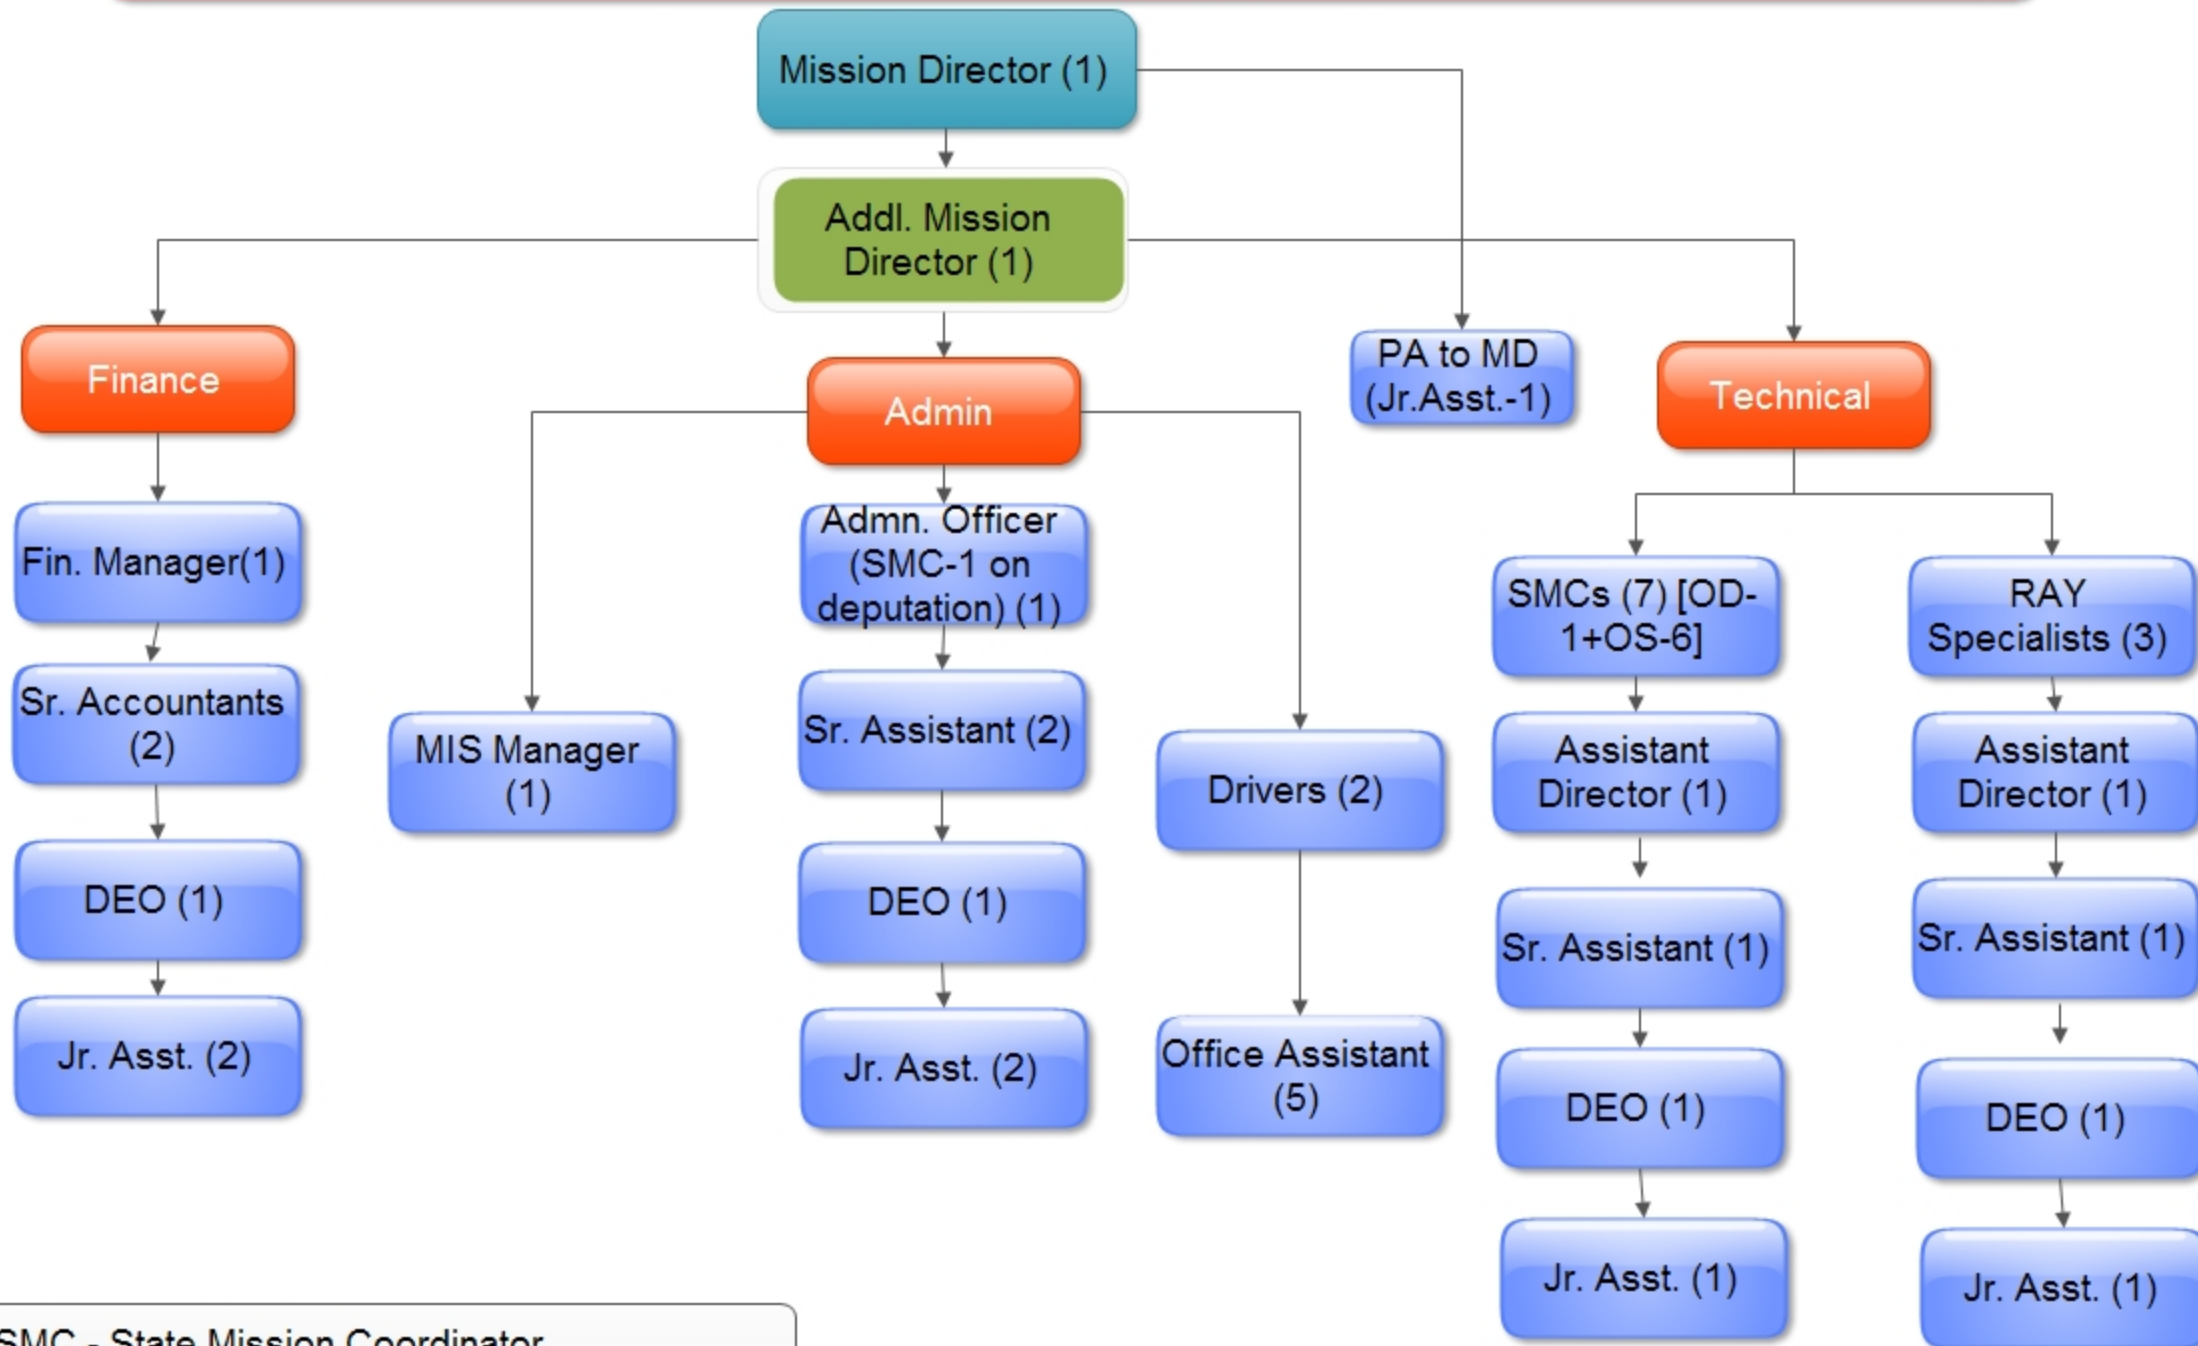 Mission Director (1)
Addl. Mission
Director (1)
Finance
Admin
PA to MD
(Jr.Asst.-1)
Technical
Fin. Manager(1)
Sr. Accountants
(2)
DEO (1)
Jr. Asst. (2)
MIS Manager
(1)
Admn. Officer
(SMC-1 on
deputation) (1)
Sr. Assistant (2)
DEO (1)
Jr. Asst. (2)
Drivers (2)
Office Assistant
(5)
SMCs (7) [OD-
1+OS-6]
Assistant
Director (1)
Sr. Assistant (1)
DEO (1)
Jr. Asst. (1)
RAY
Specialists (3)
Assistant
Director (1)
Sr. Assistant (1)
DEO (1)
Jr. Asst. (1)
SMC - State Mission Coordinator